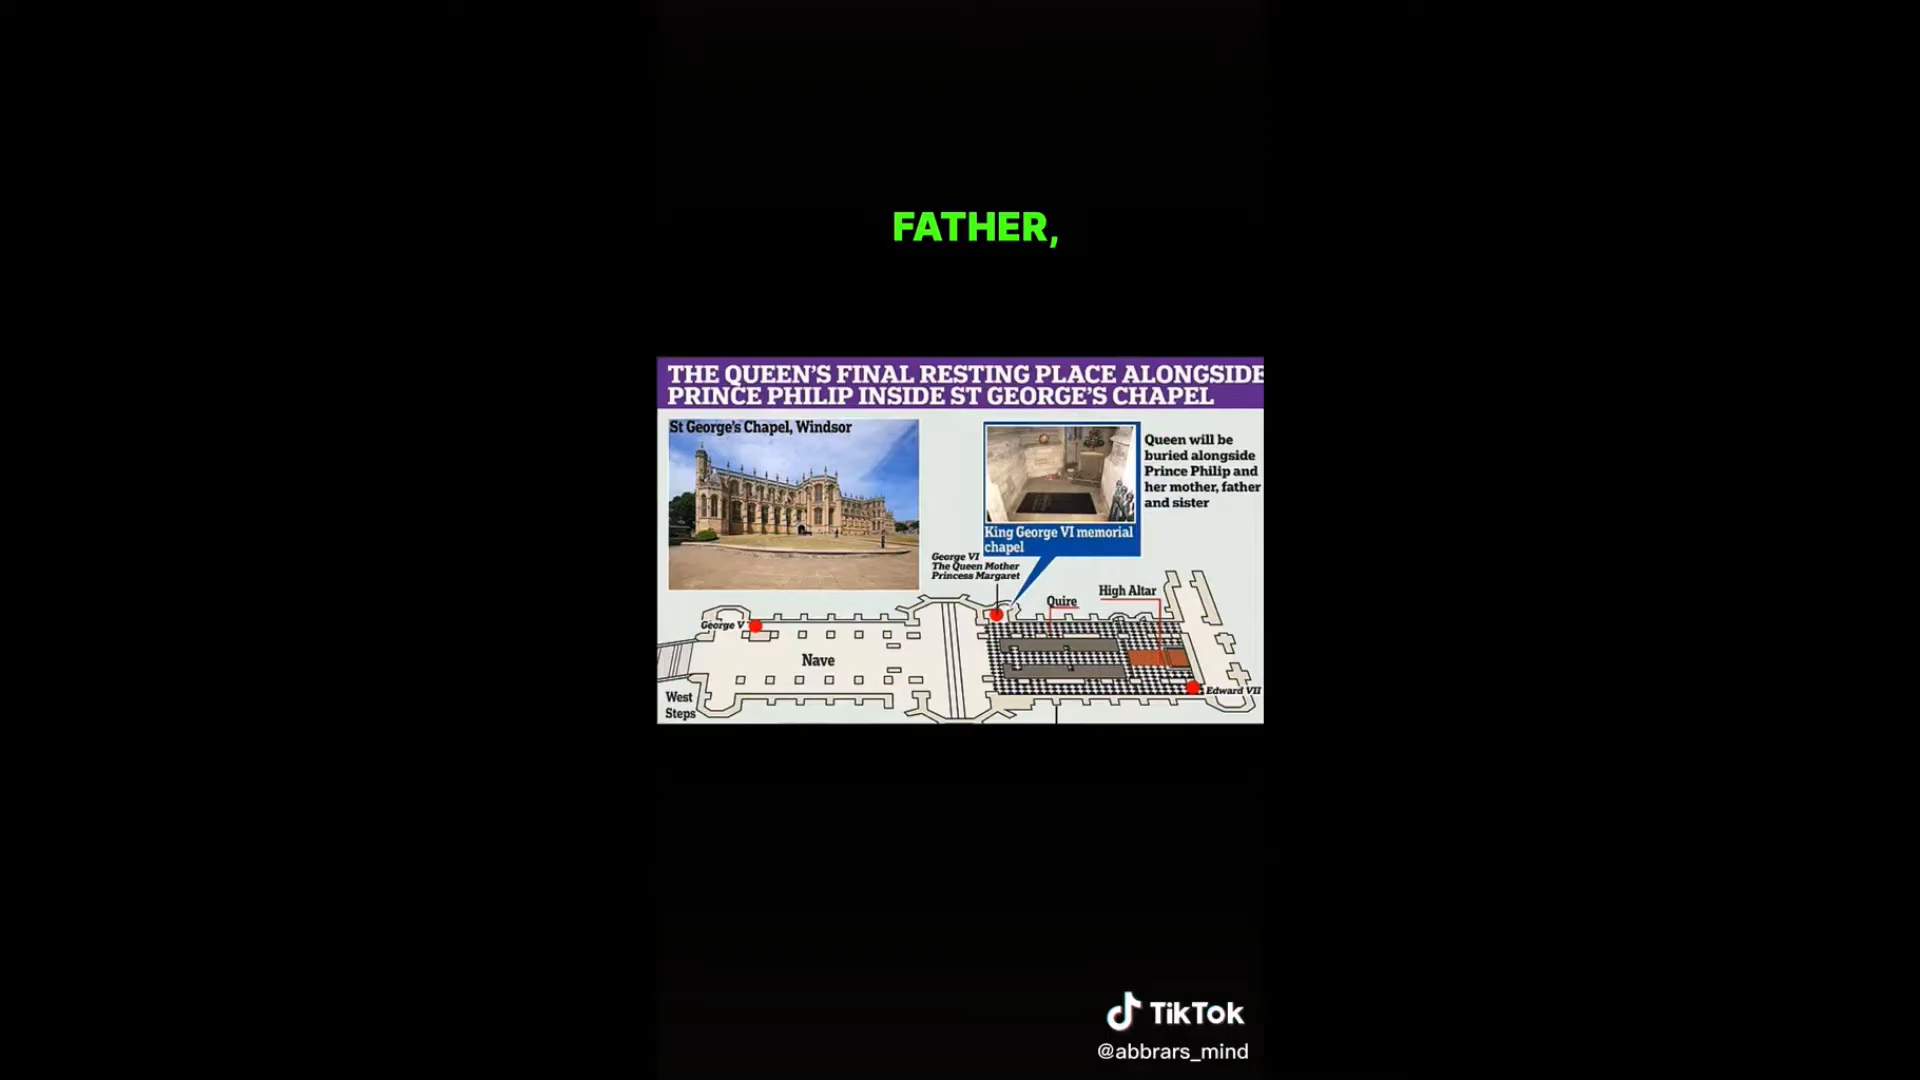 FATHER,
THE QUEEN'S FINAL RESTING PLACE ALONGSIDE
PRINCE PHILIP INSIDE ST GEORGE'S CHAPEL
St George's Chapel, Windsor
Queen will be
buried alongside
Prince Philip and
her mother, father
and sister
King George VI memorial
chapel
George VI
The Queen Mother
Princess Margaret
Quire
High Altar
George V
Nave
West
Steps
Edward VII
TikTok
@abbrars_mind